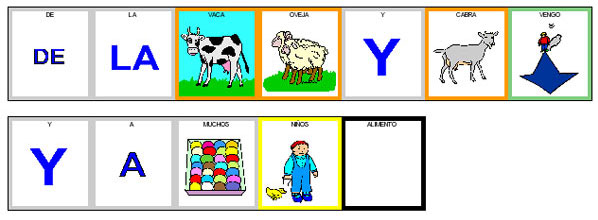 DE LA VACA OVEJA Y CABRA VENGO
DE LA Y
Y A MUCHOS NIÑOS ALIMENTO
Y A